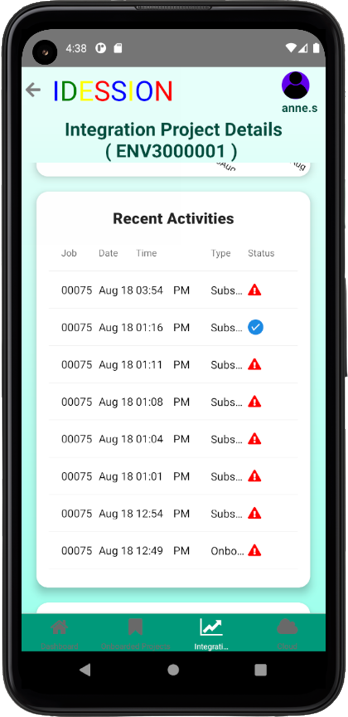 4:38
IDESSION
anne.s
Integration Project Details
( ENV3000001 )
Aug
Aug
Recent Activities
Job Date Time Type Status
00075 Aug 18 03:54 PM Subs...
00075 Aug 18 01:16 PM Subs...
00075 Aug 18 01:11 PM Subs...
00075 Aug 18 01:08 PM Subs...
00075 Aug 18 01:04 PM Subs...
00075 Aug 18 01:01 PM Subs...
00075 Aug 18 12:54 PM Subs...
00075 Aug 18 12:49 PM Onbo...
Integrati...